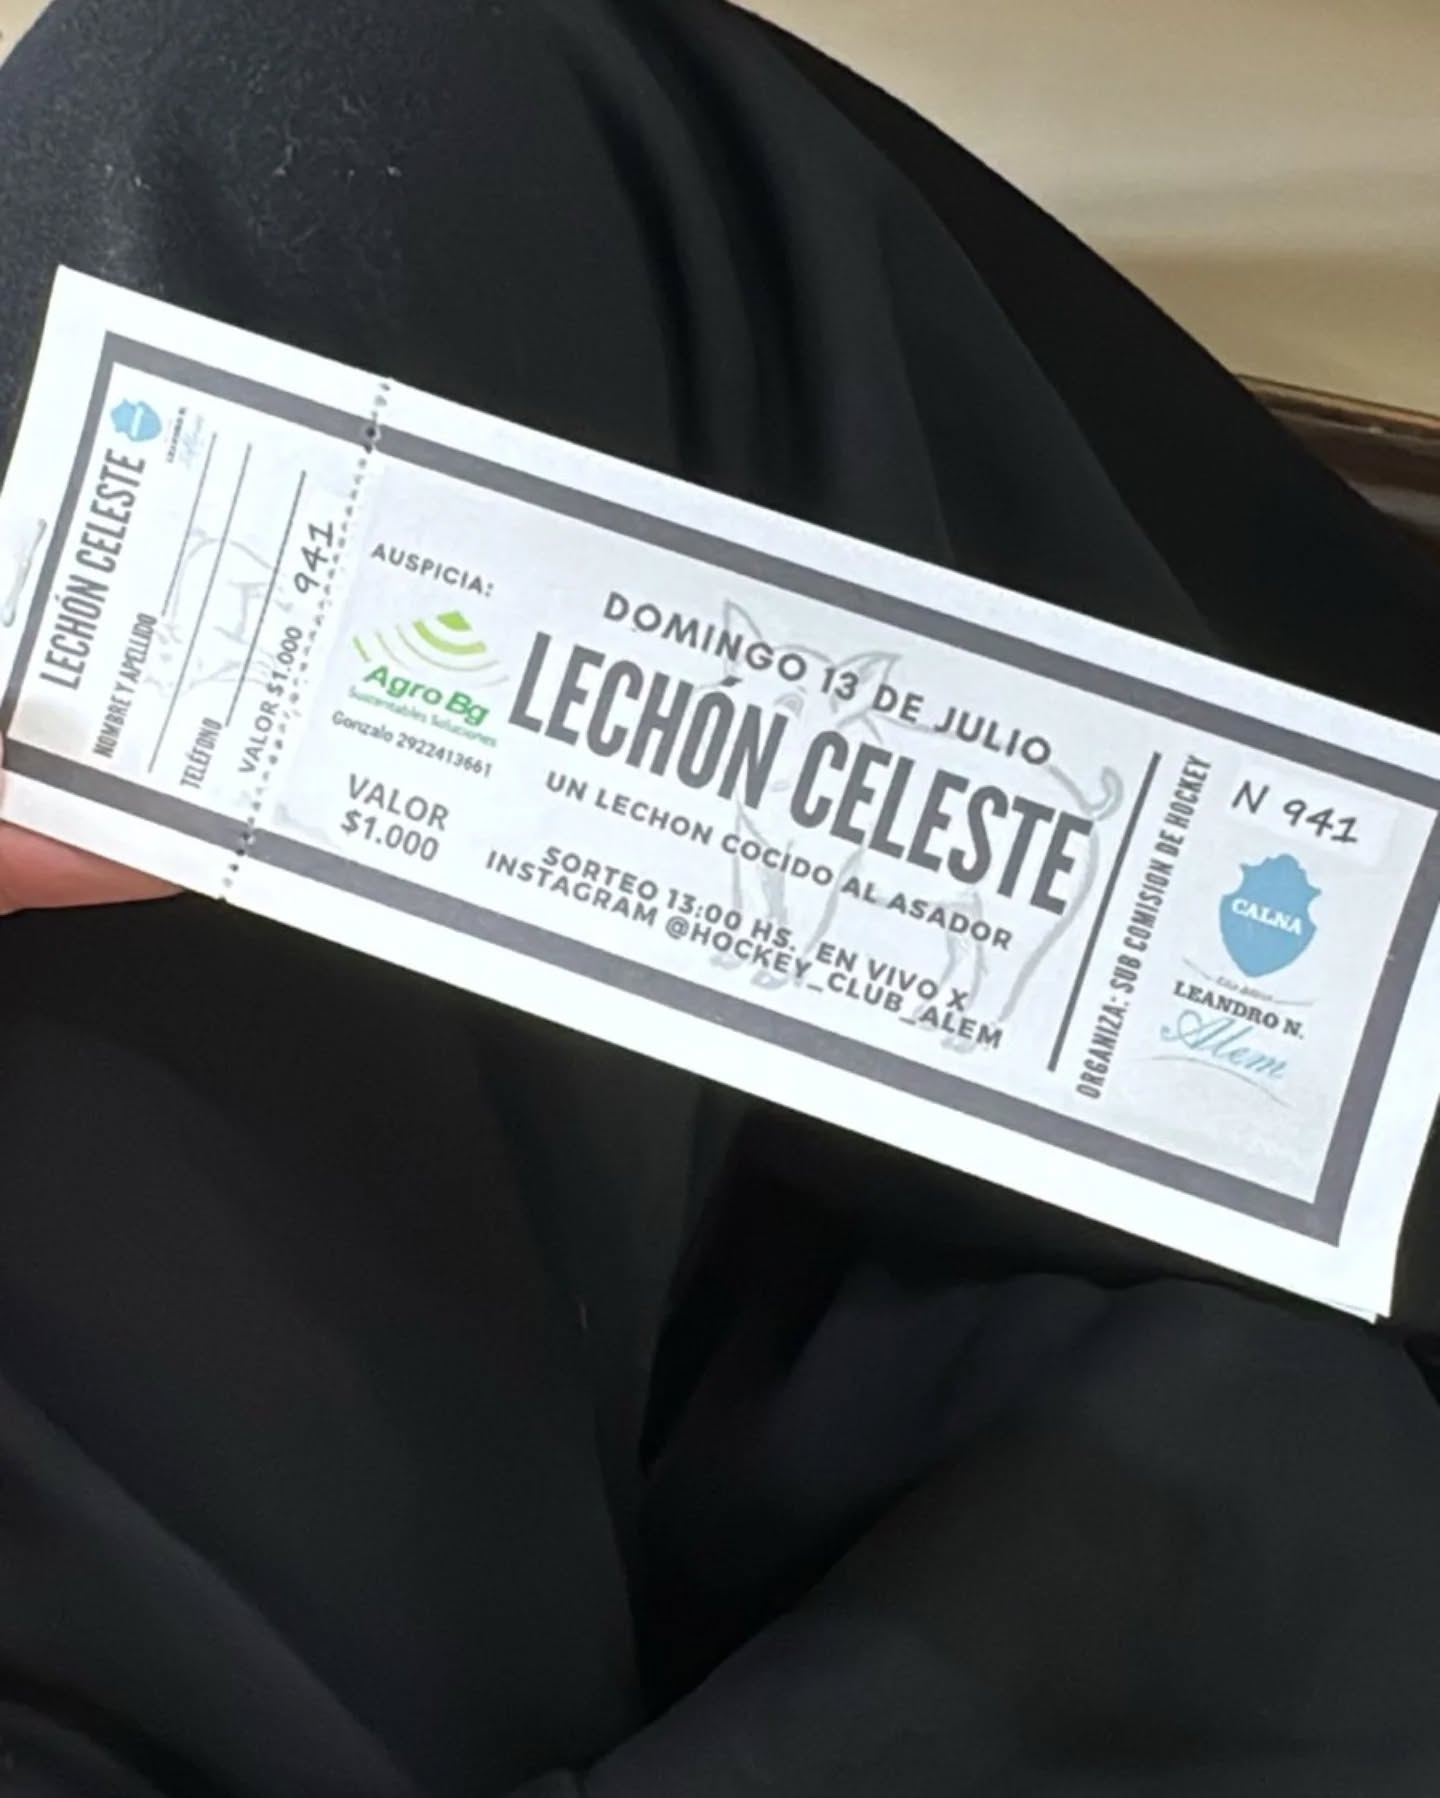 LECHÓN CELESTE
NOMBRE Y APELLIDO
TELÉFONO
VALOR $1.000
941
AUSPICIA:
Agro Bg
Sustentables Soluciones
Gonzalo 2922413661
VALOR
$1.000
DOMINGO 13 DE JULIO
LECHÓN CELESTE
UN LECHON COCIDO AL ASADOR
SORTEO 13:00 HS. EN VIVO X
INSTAGRAM @HOCKEY_CLUB_ALEM
ORGANIZA: SUB COMISION DE HOCKEY
N 941
CALNA
LEANDRO N.
Alem